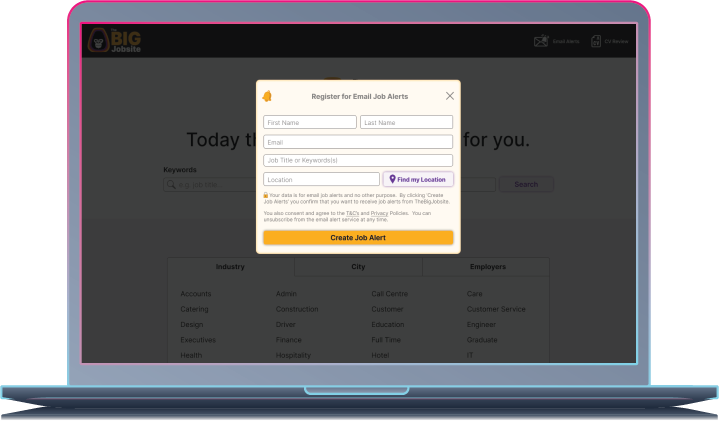 The
BIG
Jobsite
Email Alerts
CV Review
Register for Email Job Alerts
First Name
Last Name
Email
Job Title or Keywords(s)
Location
Find my Location
Your data is for email job alerts and no other purpose. By clicking 'Create
Job Alerts' you confirm that you want to receive job alerts from TheBigJobsite.
You also consent and agree to the T&C's and Privacy Policies. You can
unsubscribe from the email alert service at any time.
Create Job Alert
Today th
for you.
Keywords
e.g. job title
Search
Industry
City
Employers
Accounts
Admin
Call Centre
Care
Catering
Construction
Customer
Customer Service
Design
Driver
Education
Engineer
Executives
Finance
Full Time
Graduate
Health
Hospitality
Hotel
IT